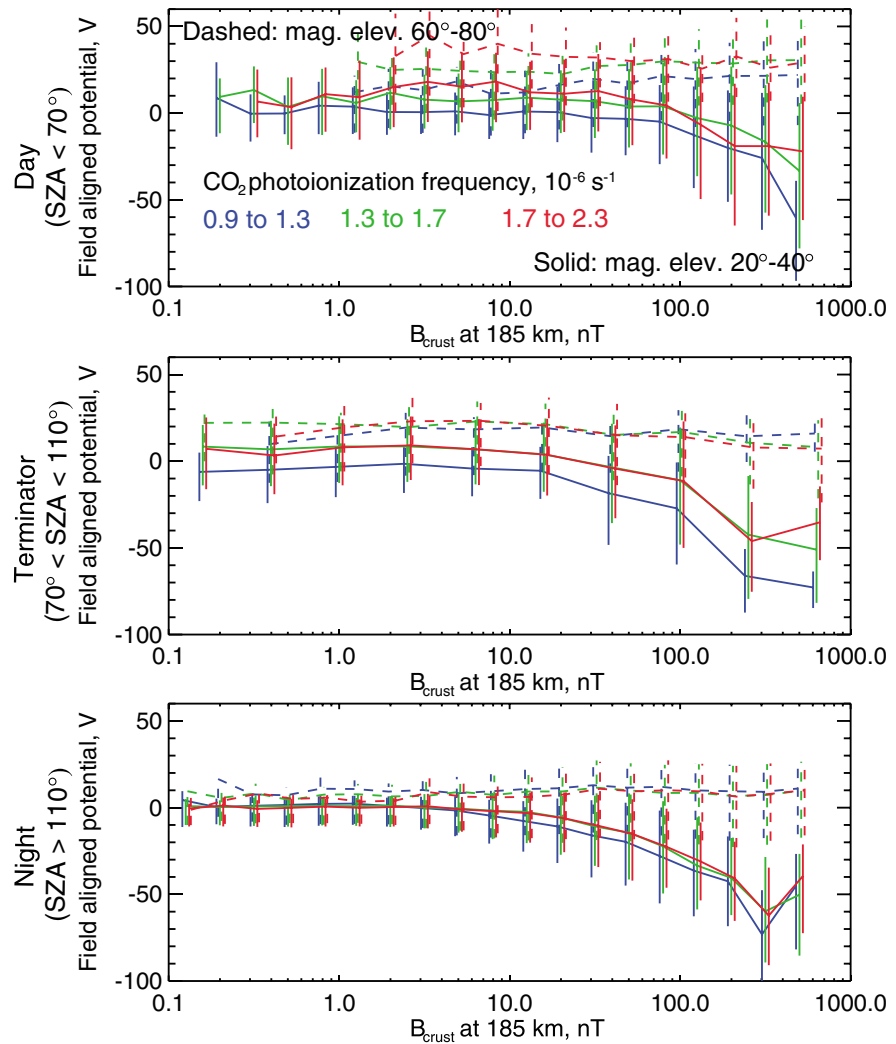 Dashed: mag. elev. 60°-80°
50
0
-50
-100
Day
(SZA < 70°)
Field aligned potential, V
CO₂ photoionization frequency, 10⁻⁶ s⁻¹
0.9 to 1.3 1.3 to 1.7 1.7 to 2.3
Solid: mag. elev. 20°-40°
0.1 1.0 10.0 100.0 1000.0
B_crust at 185 km, nT
50
0
-50
-100
Terminator
(70° < SZA < 110°)
Field aligned potential, V
0.1 1.0 10.0 100.0 1000.0
B_crust at 185 km, nT
50
0
-50
-100
Night
(SZA > 110°)
Field aligned potential, V
0.1 1.0 10.0 100.0 1000.0
B_crust at 185 km, nT